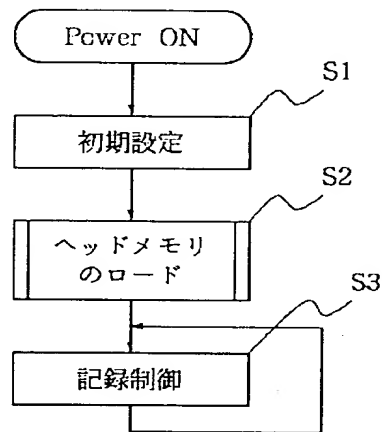 Power ON
S1
初期設定
S2
ヘッドメモリ
のロード
S3
記録制御